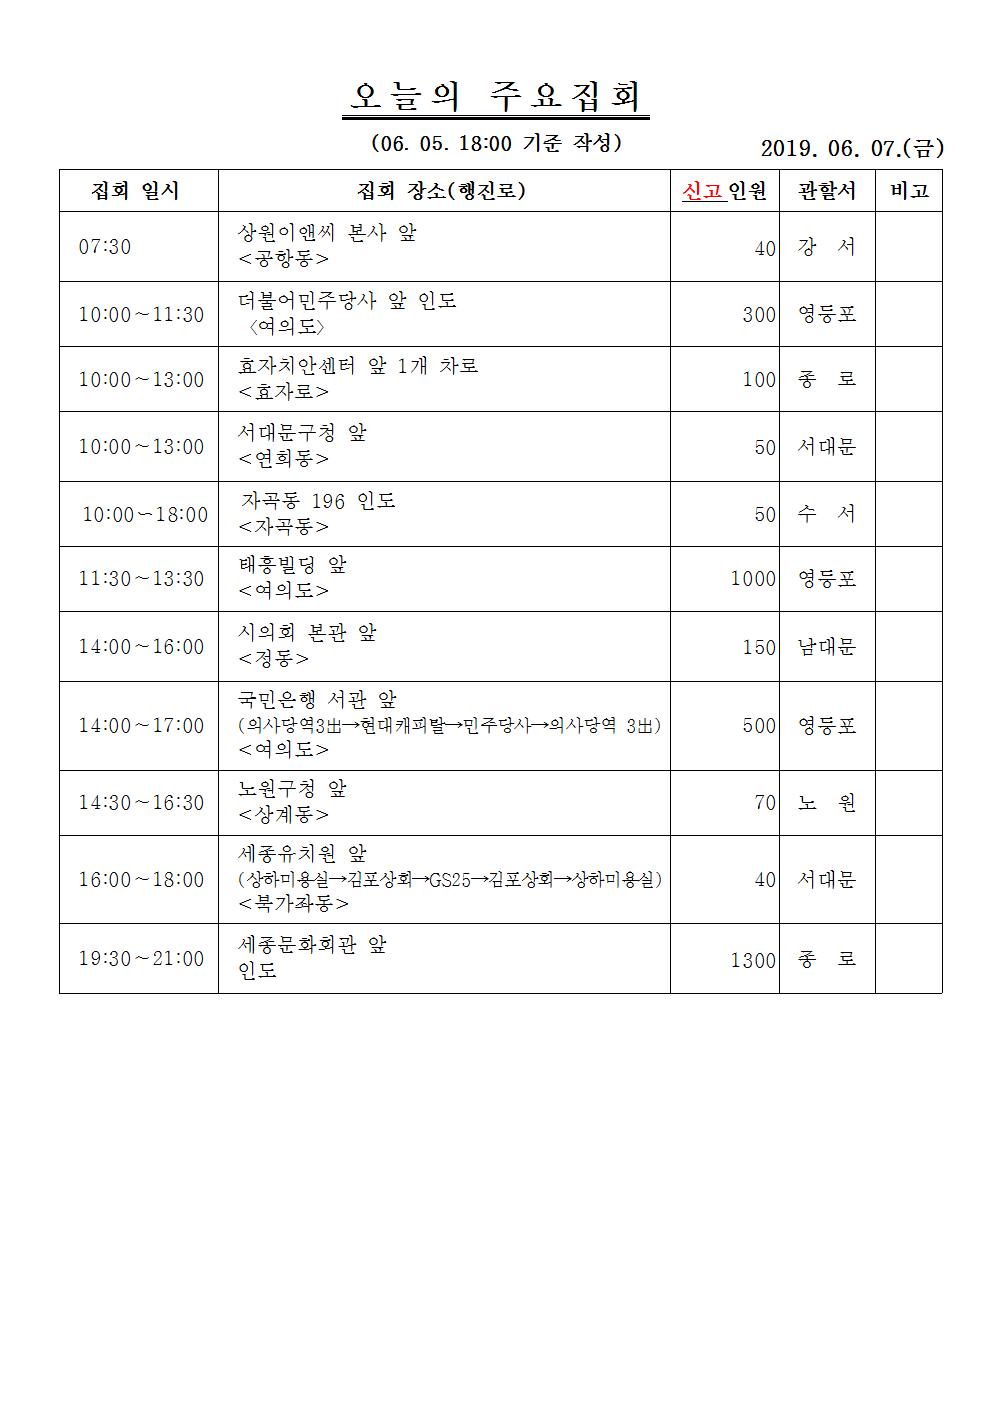 오늘의 주요집회
(06. 05. 18:00 기준 작성)
2019. 06. 07.(금)
집회 일시 집회 장소(행진로) 신고인원 관할서 비고
07:30 상원이앤씨 본사 앞 <공항동> 40 강 서
10:00~11:30 더불어민주당사 앞 인도 〈여의도〉 300 영등포
10:00~13:00 효자치안센터 앞 1개 차로 <효자로> 100 종 로
10:00~13:00 서대문구청 앞 <연희동> 50 서대문
10:00~18:00 자곡동 196 인도 <자곡동> 50 수 서
11:30~13:30 태흥빌딩 앞 <여의도> 1000 영등포
14:00~16:00 시의회 본관 앞 <정동> 150 남대문
14:00~17:00 국민은행 서관 앞 (의사당역3出→현대캐피탈→민주당사→의사당역 3出) <여의도> 500 영등포
14:30~16:30 노원구청 앞 <상계동> 70 노 원
16:00~18:00 세종유치원 앞 (상하미용실→김포상회→GS25→김포상회→상하미용실) <북가좌동> 40 서대문
19:30~21:00 세종문화회관 앞 인도 1300 종 로